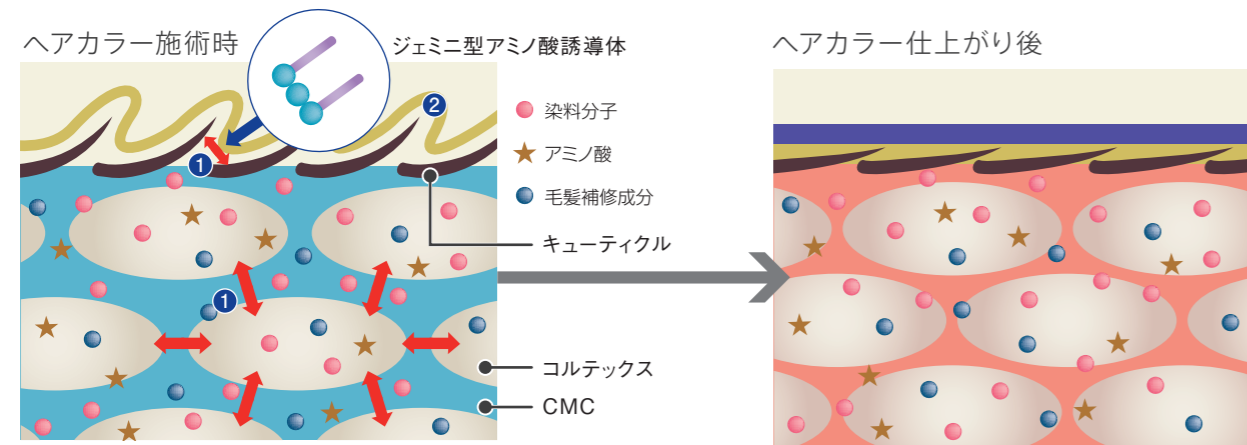 ヘアカラー施術時
ジェミニ型アミノ酸誘導体
ヘアカラー仕上がり後
染料分子
アミノ酸
毛髪補修成分
キューティクル
コルテックス
CMC
1
2
1